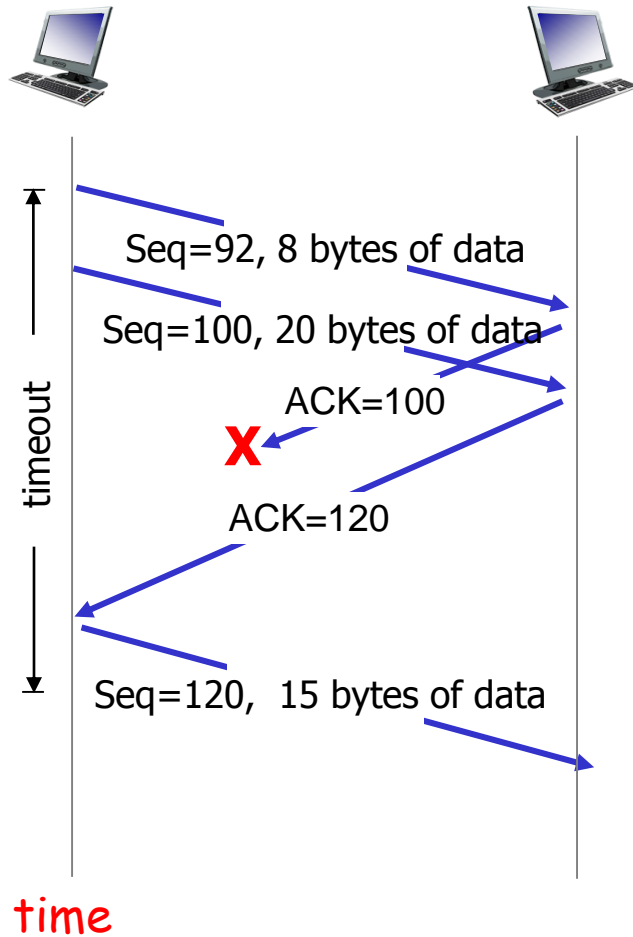 Seq=92, 8 bytes of data
Seq=100, 20 bytes of data
ACK=100
X
timeout
ACK=120
Seq=120, 15 bytes of data
time